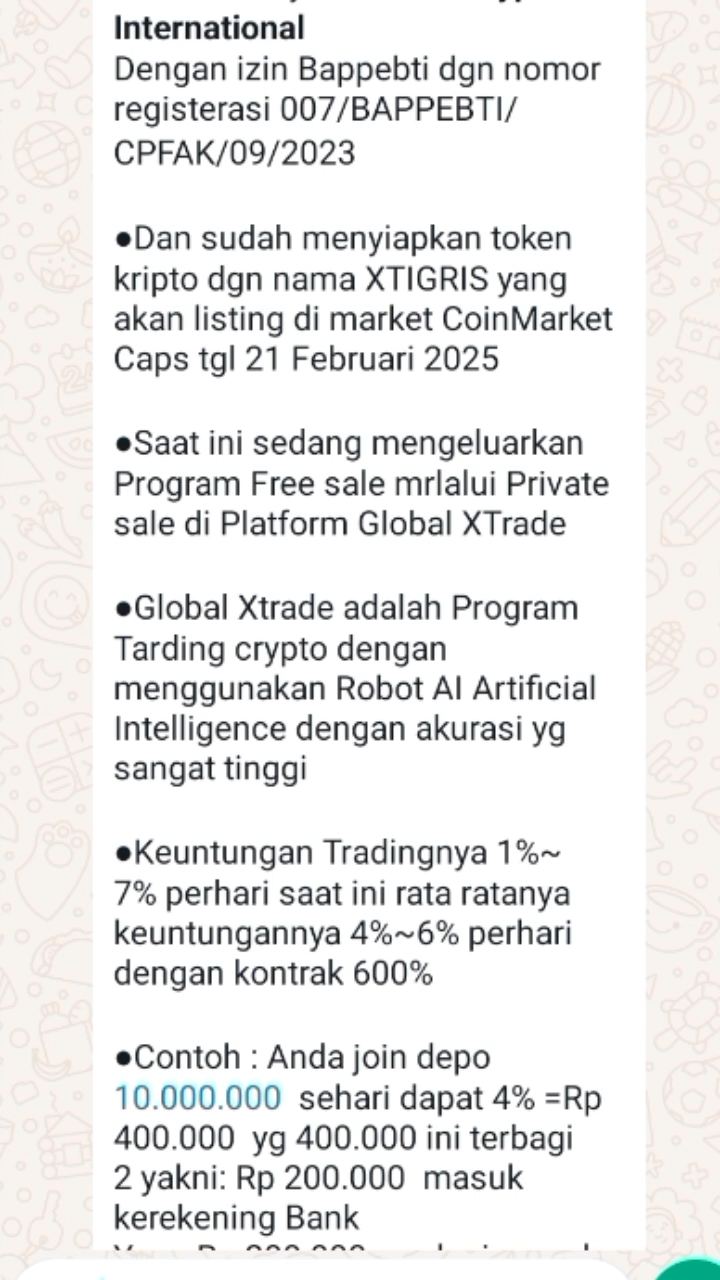 International
Dengan izin Bappebti dgn nomor
registerasi 007/BAPPEBTI/
CPFAK/09/2023
●Dan sudah menyiapkan token
kripto dgn nama XTIGRIS yang
akan listing di market CoinMarket
Caps tgl 21 Februari 2025
●Saat ini sedang mengeluarkan
Program Free sale mrlalui Private
sale di Platform Global XTrade
●Global Xtrade adalah Program
Tarding crypto dengan
menggunakan Robot AI Artificial
Intelligence dengan akurasi yg
sangat tinggi
●Keuntungan Tradingnya 1%~
7% perhari saat ini rata ratanya
keuntungannya 4%~6% perhari
dengan kontrak 600%
●Contoh : Anda join depo
10.000.000  sehari dapat 4% =Rp
400.000  yg 400.000 ini terbagi
2 yakni: Rp 200.000  masuk
kerekening Bank